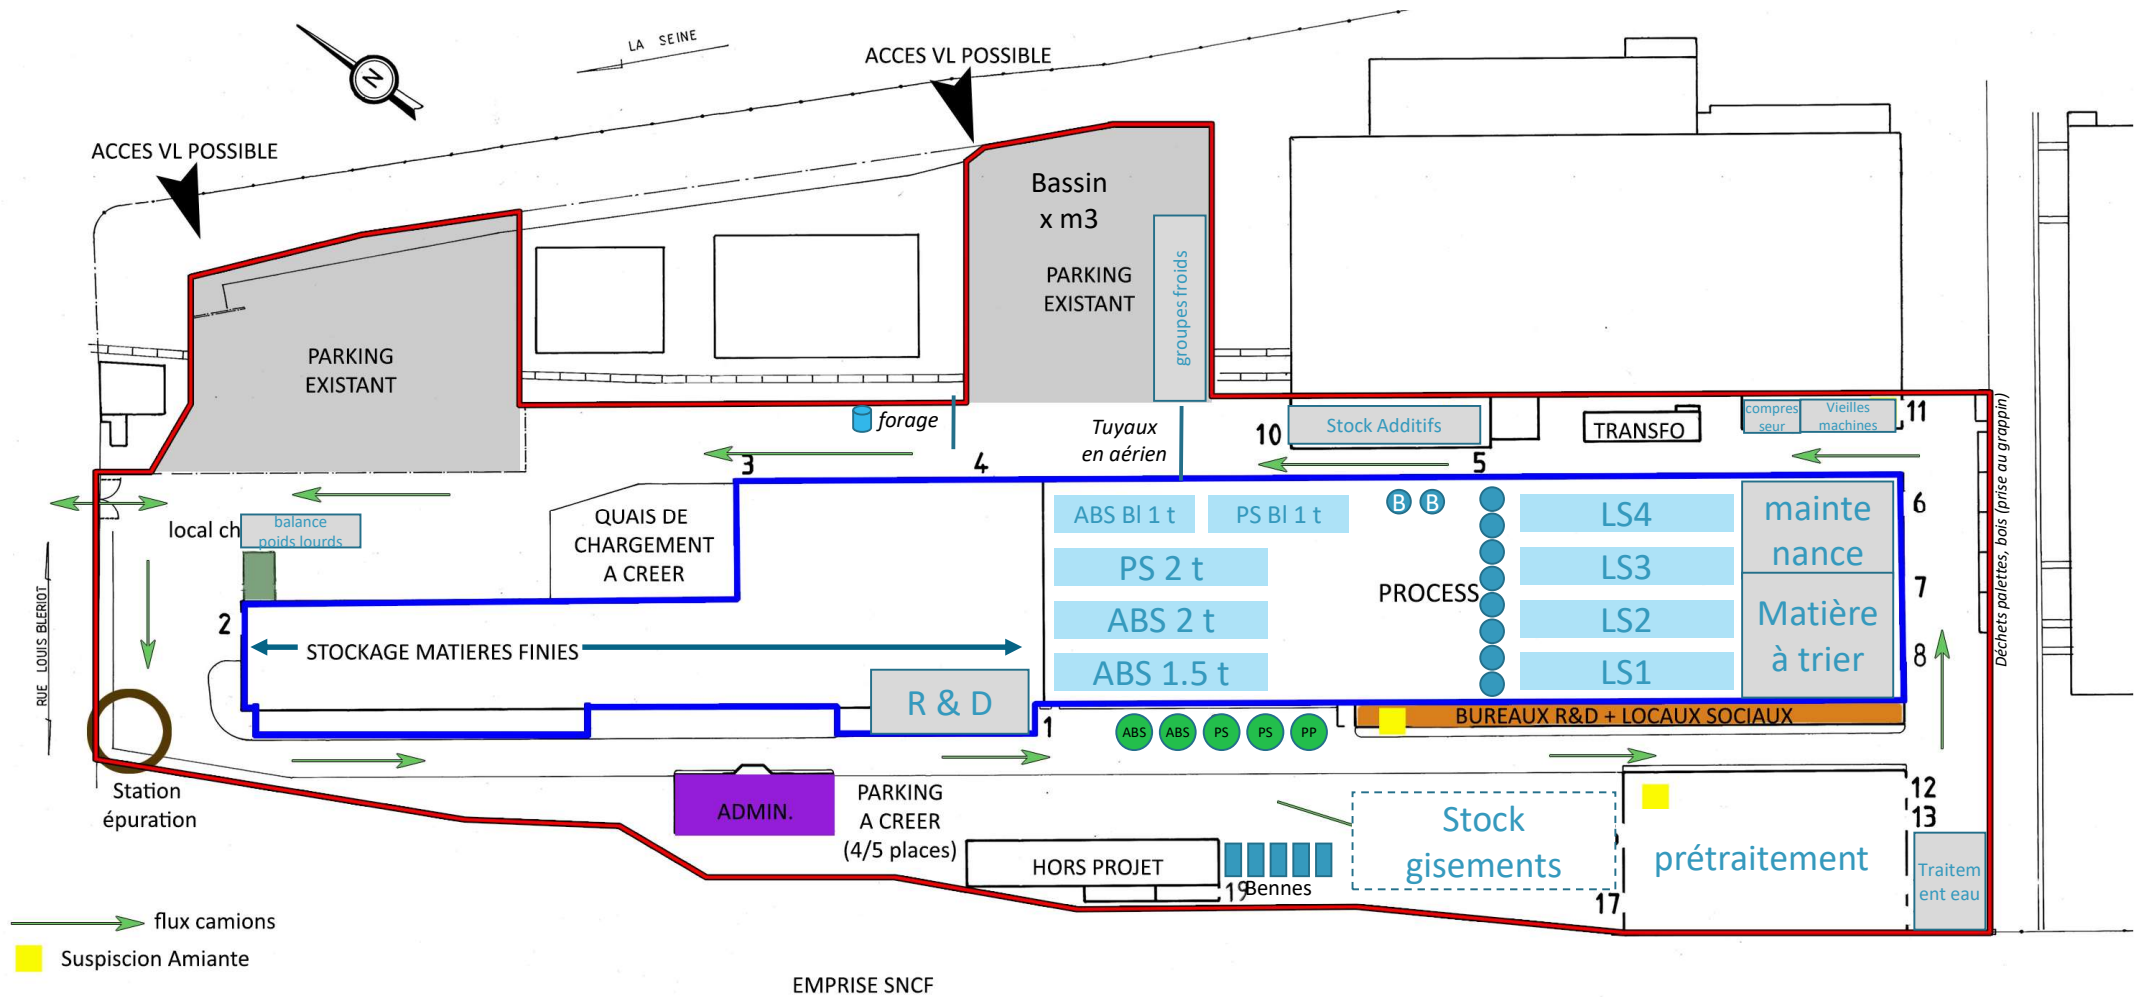 LA SEINE
ACCES VL POSSIBLE
N
ACCES VL POSSIBLE
Bassin
x m3
groupes froids
PARKING
EXISTANT
PARKING
EXISTANT
forage
Tuyaux
en aérien
10
Stock Additifs
TRANSFO
compres
seur
Vieilles
machines
11
3
4
5
6
7
8
Déchets palettes, bois (prise au grappin)
local ch
balance
poids lourds
QUAIS DE
CHARGEMENT
A CREER
ABS Bl 1 t
PS Bl 1 t
B
B
PS 2 t
ABS 2 t
ABS 1.5 t
PROCESS
LS4
LS3
LS2
LS1
mainte
nance
Matière
à trier
2
STOCKAGE MATIERES FINIES
R & D
RUE LOUIS BLERIOT
1
ABS
ABS
PS
PS
PP
BUREAUX R&D + LOCAUX SOCIAUX
Station
épuration
ADMIN.
PARKING
A CREER
(4/5 places)
HORS PROJET
19
Bennes
Stock
gisements
17
prétraitement
12
13
Traitem
ent eau
flux camions
Suspiscion Amiante
EMPRISE SNCF